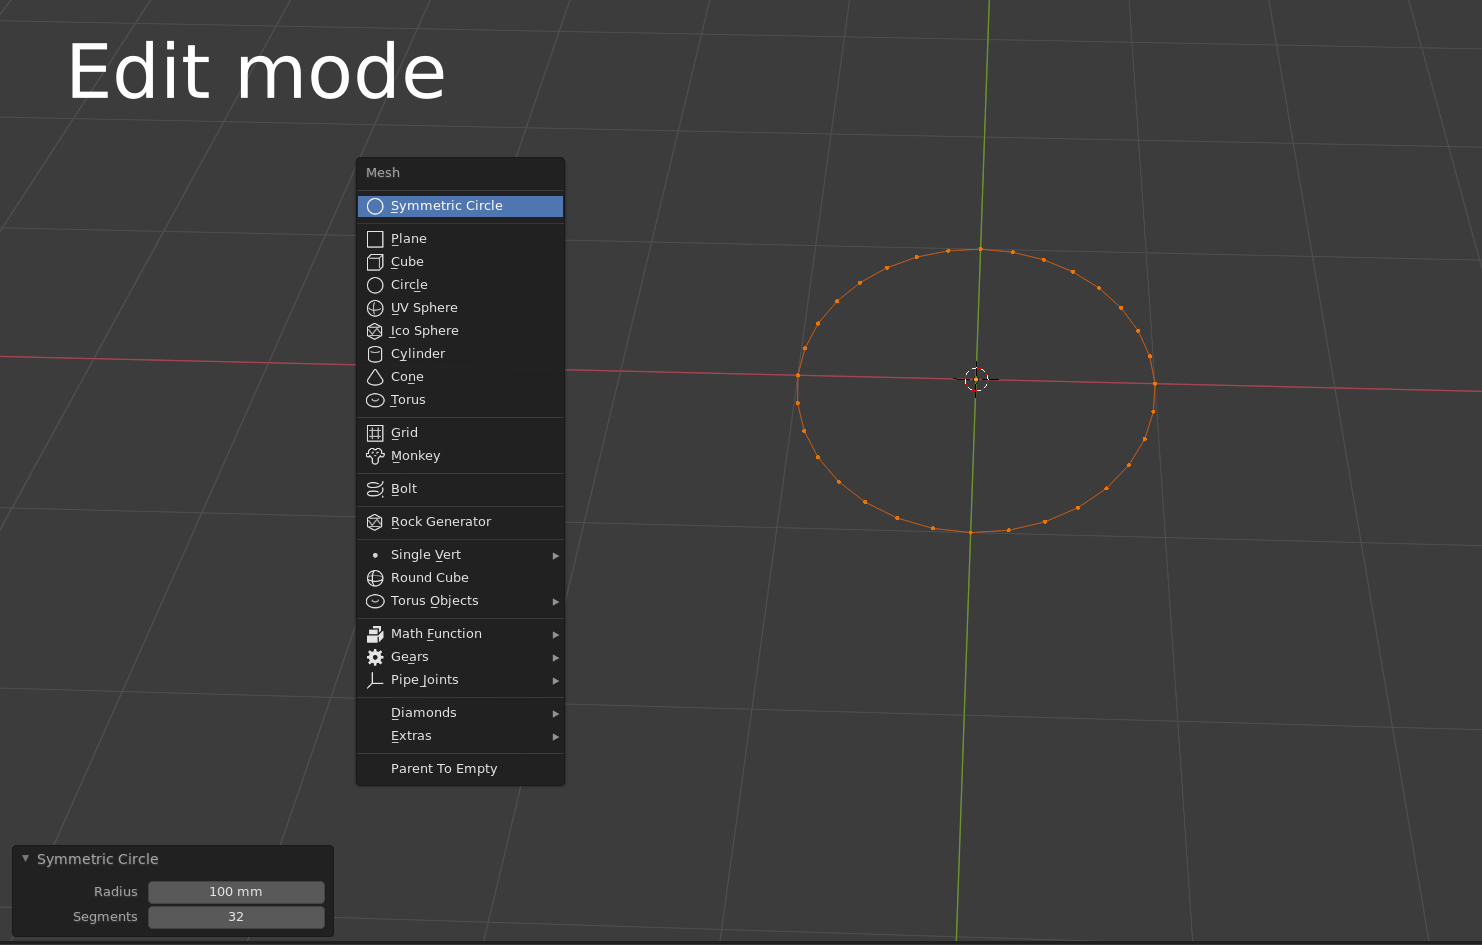 Edit mode
Mesh
Symmetric Circle
Plane
Cube
Circle
UV Sphere
Ico Sphere
Cylinder
Cone
Torus
Grid
Monkey
Bolt
Rock Generator
Single Vert
Round Cube
Torus Objects
Math Function
Gears
Pipe Joints
Diamonds
Extras
Parent To Empty
Symmetric Circle
Radius 100 mm
Segments 32